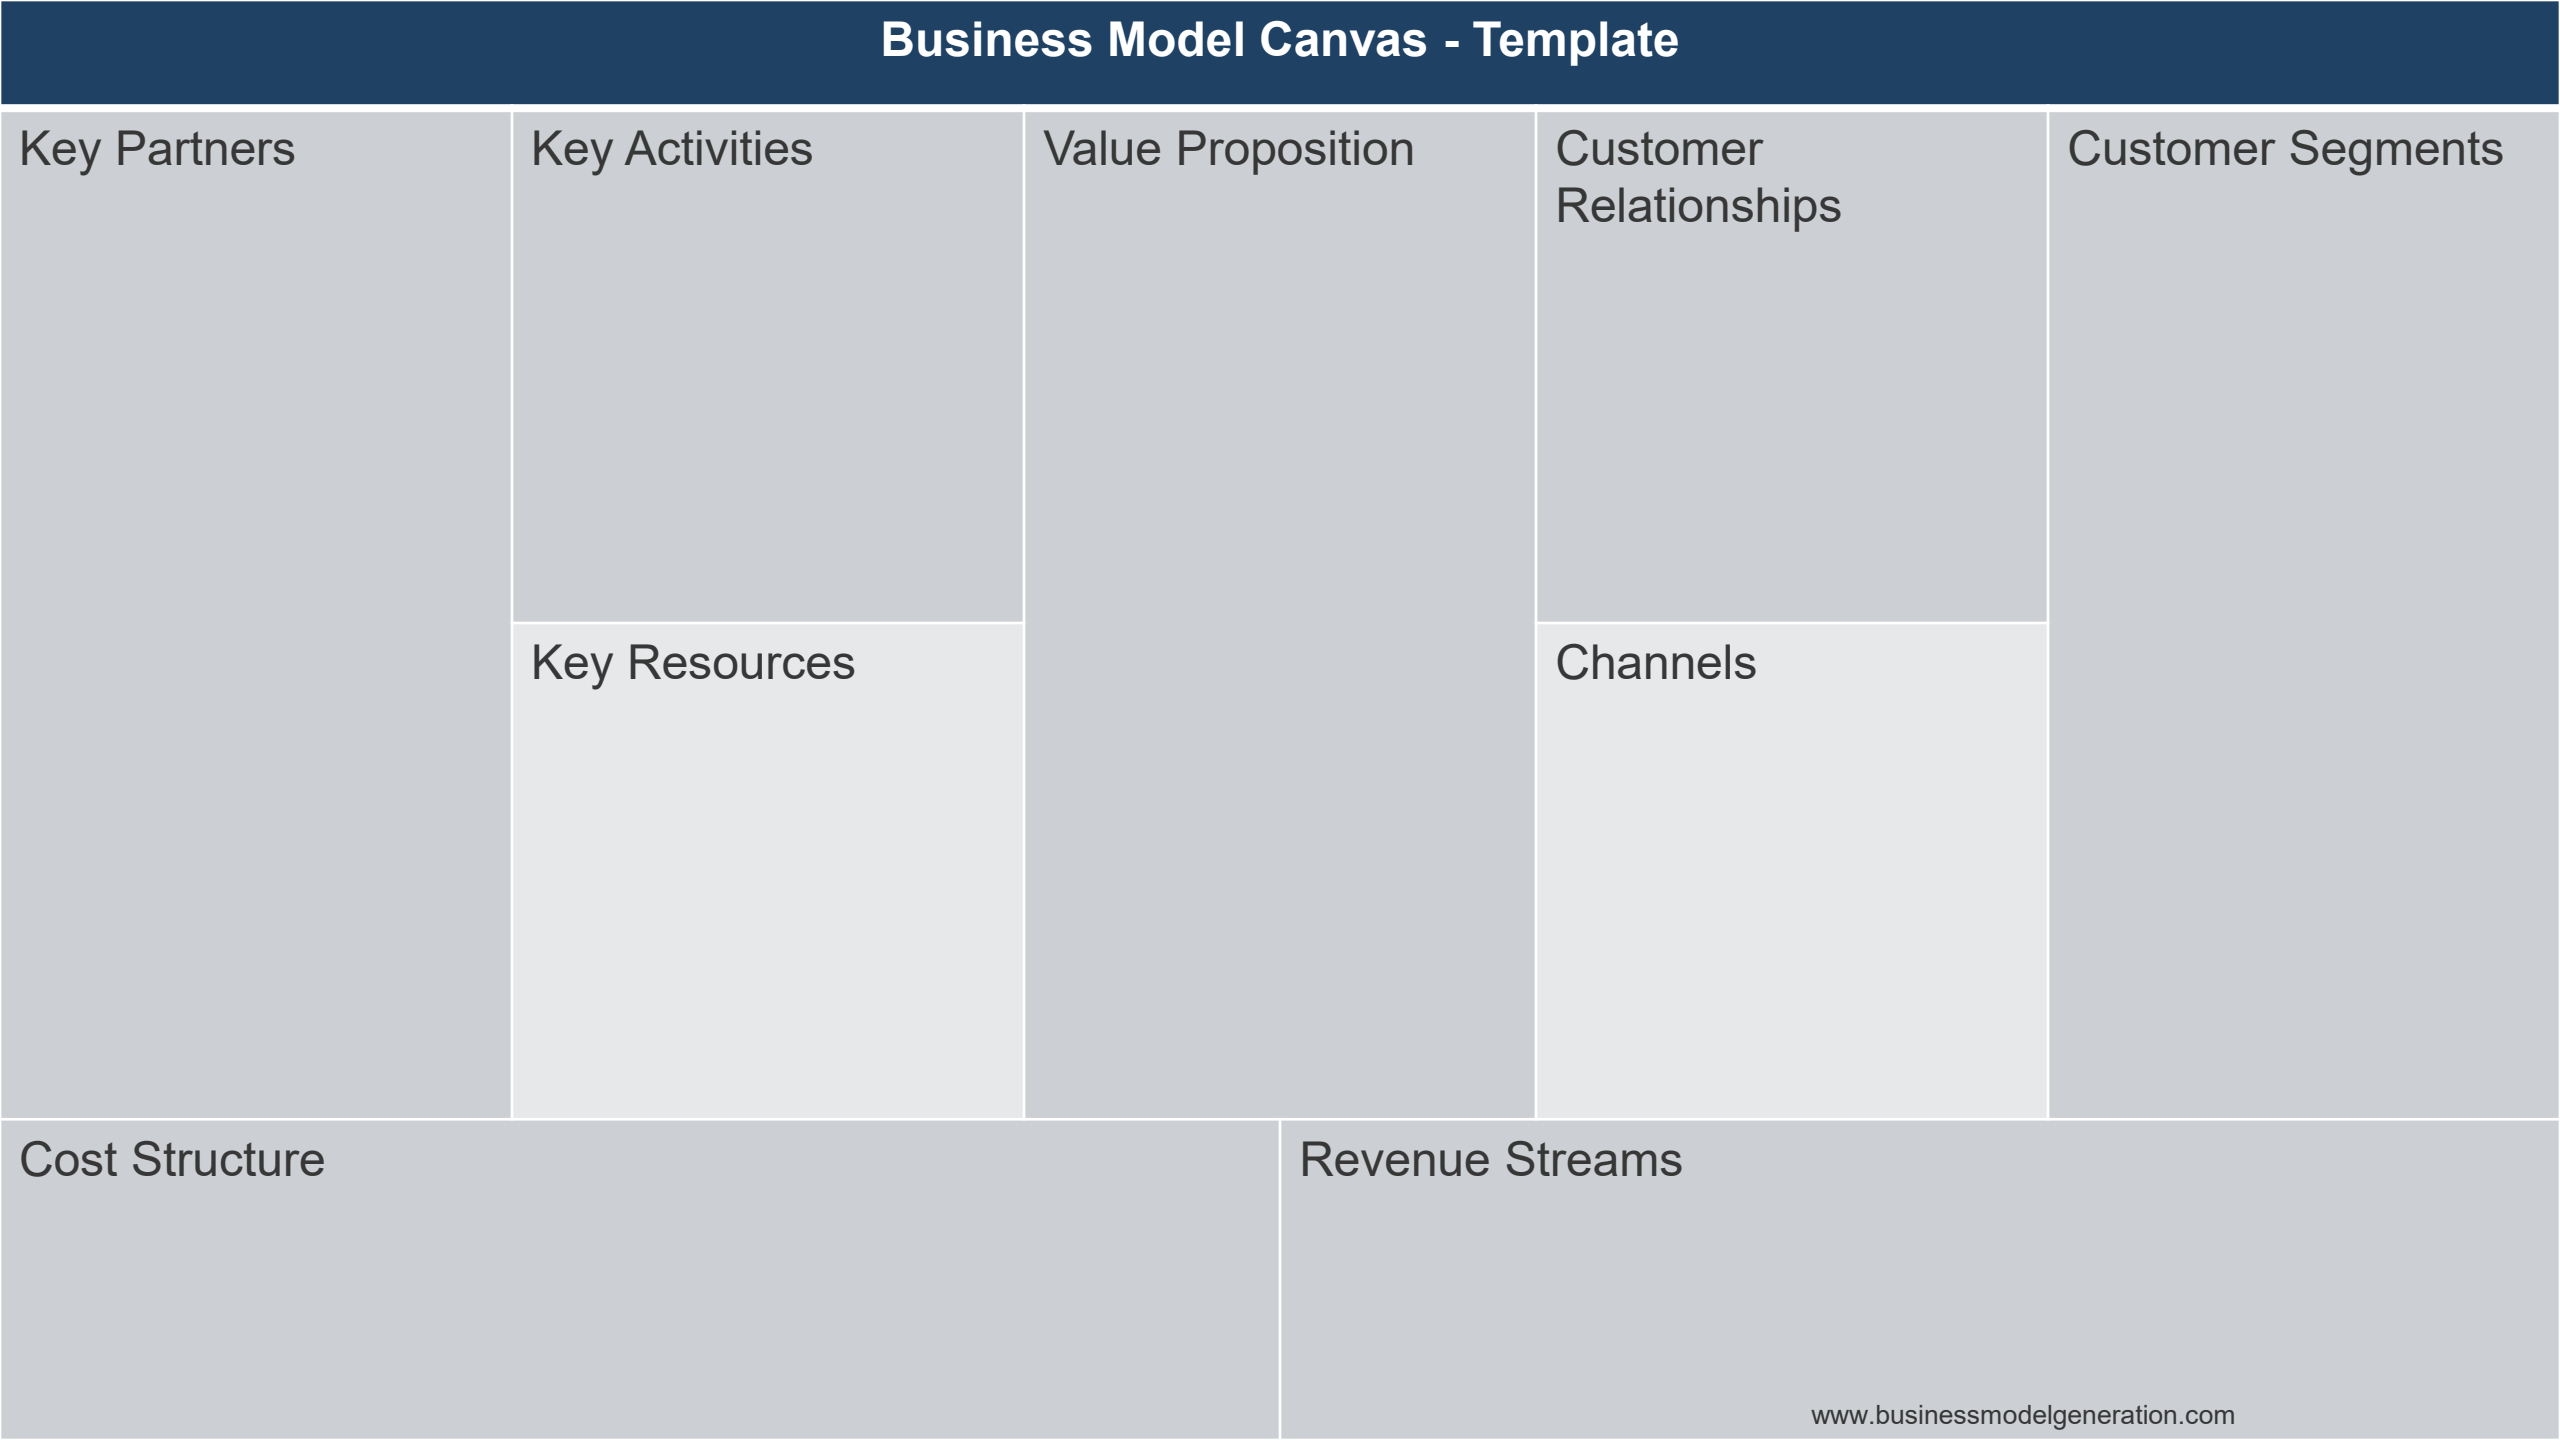 Business Model Canvas - Template
Key Partners
Key Activities
Value Proposition
Customer
Relationships
Customer Segments
Key Resources
Channels
Cost Structure
Revenue Streams
www.businessmodelgeneration.com